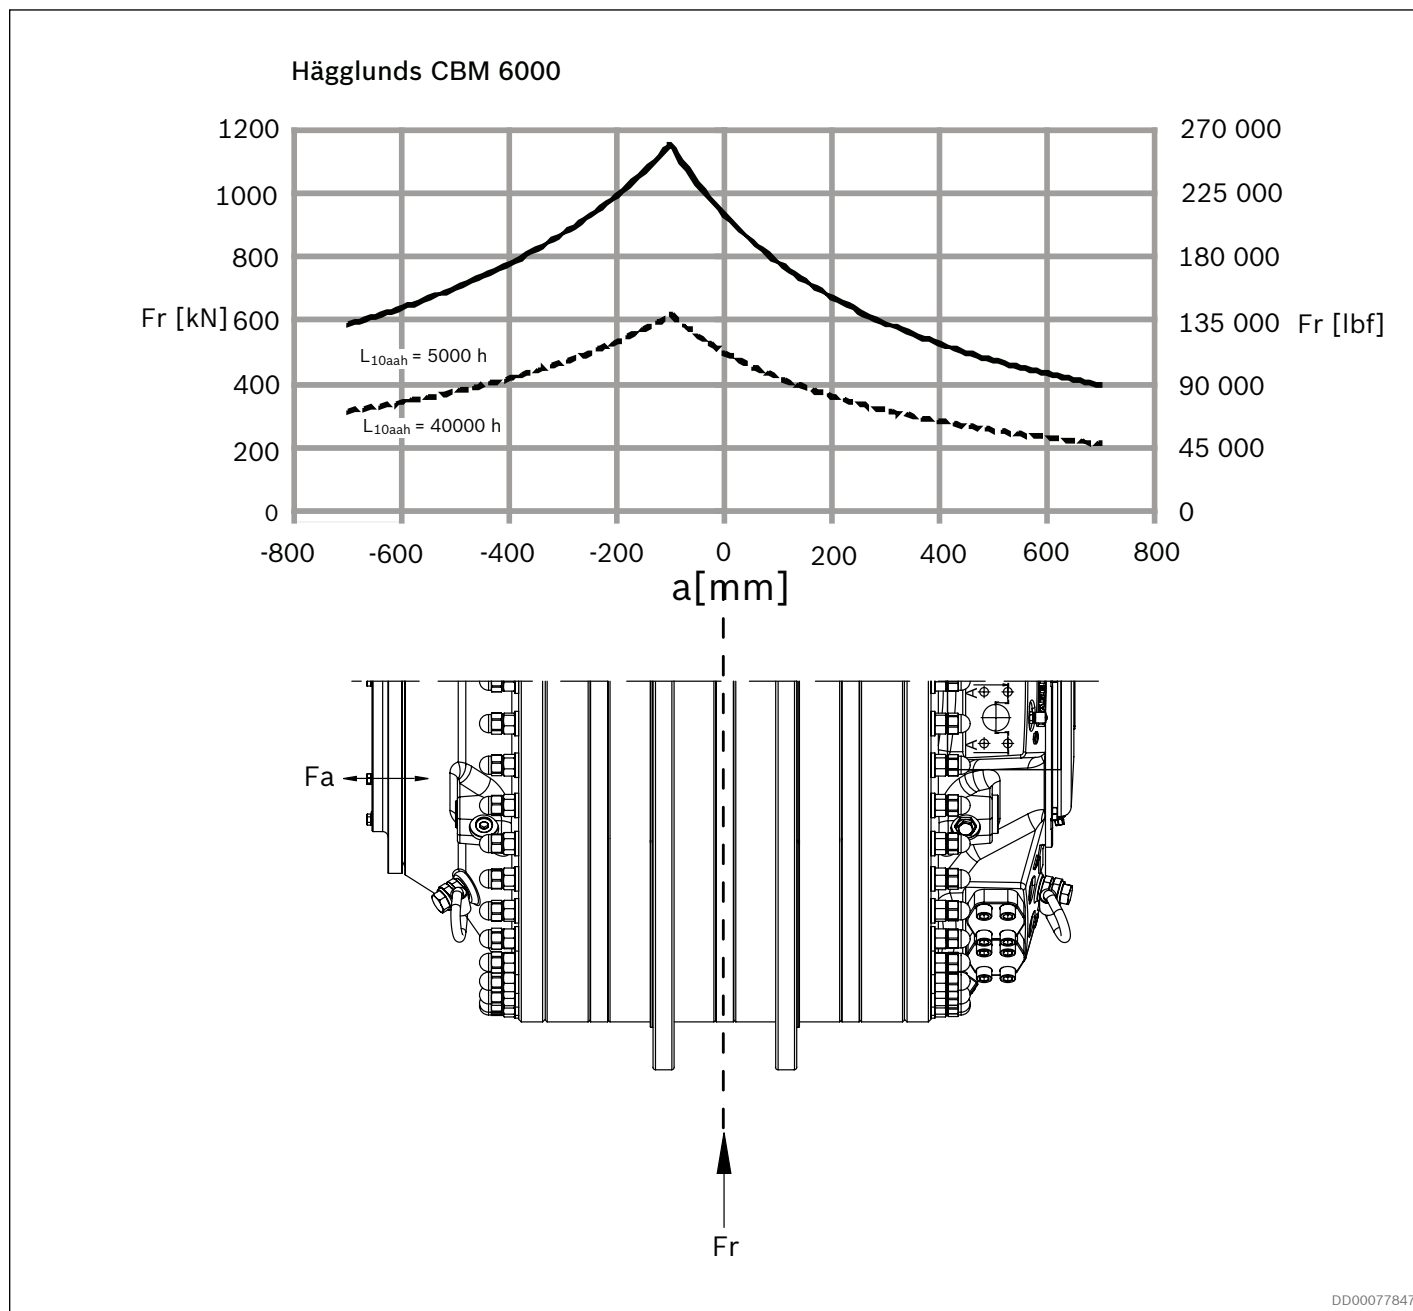 Hägglunds CBM 6000
1200 270 000
1000 225 000
800 180 000
Fr [kN] 600 135 000 Fr [lbf]
L10aah = 5000 h
400 90 000
L10aah = 40000 h
200 45 000
0 0
-800 -600 -400 -200 0 200 400 600 800
a[mm]
A
A
Fa
Fr
DD00077847